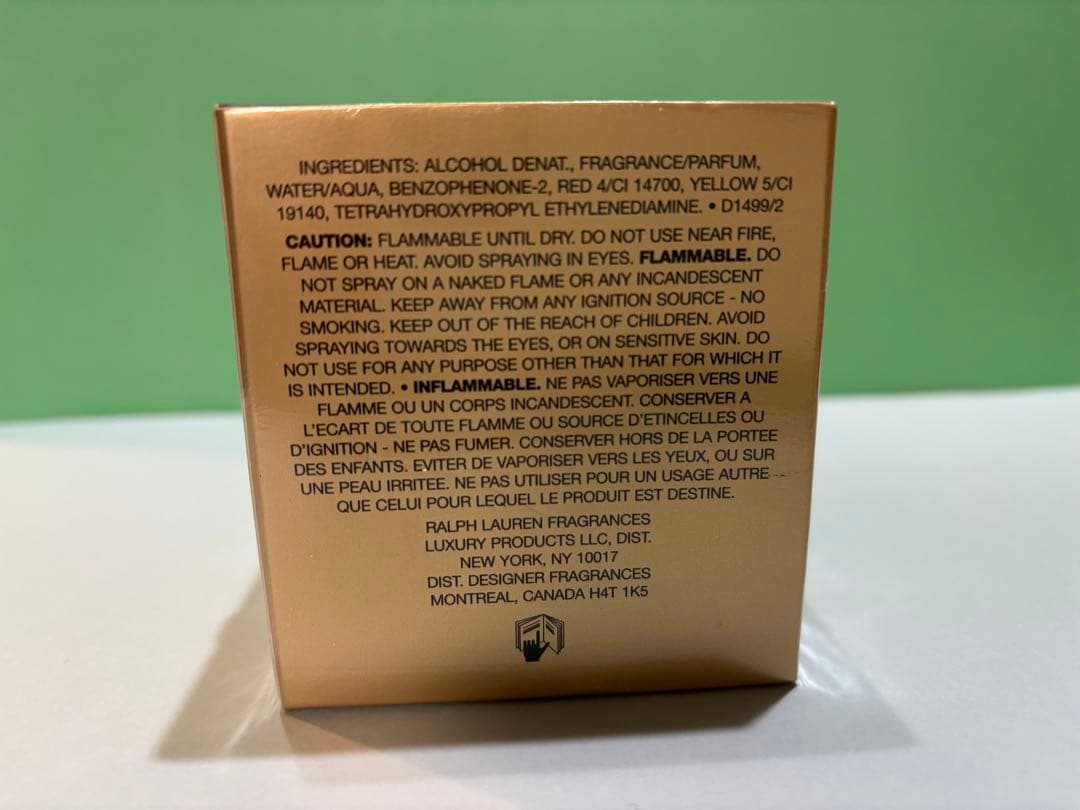 INGREDIENTS: ALCOHOL DENAT., FRAGRANCE/PARFUM,
WATER/AQUA, BENZOPHENONE-2, RED 4/CI 14700, YELLOW 5/CI
19140, TETRAHYDROXYPROPYL ETHYLENEDIAMINE. • D1499/2
CAUTION: FLAMMABLE UNTIL DRY. DO NOT USE NEAR FIRE,
FLAME OR HEAT. AVOID SPRAYING IN EYES. FLAMMABLE. DO
NOT SPRAY ON A NAKED FLAME OR ANY INCANDESCENT
MATERIAL. KEEP AWAY FROM ANY IGNITION SOURCE - NO
SMOKING. KEEP OUT OF THE REACH OF CHILDREN. AVOID
SPRAYING TOWARDS THE EYES, OR ON SENSITIVE SKIN. DO
NOT USE FOR ANY PURPOSE OTHER THAN THAT FOR WHICH IT
IS INTENDED. • INFLAMMABLE. NE PAS VAPORISER VERS UNE
FLAMME OU UN CORPS INCANDESCENT. CONSERVER A
L'ECART DE TOUTE FLAMME OU SOURCE D'ETINCELLES OU
D'IGNITION - NE PAS FUMER. CONSERVER HORS DE LA PORTEE
DES ENFANTS. EVITER DE VAPORISER VERS LES YEUX, OU SUR
UNE PEAU IRRITEE. NE PAS UTILISER POUR UN USAGE AUTRE
QUE CELUI POUR LEQUEL LE PRODUIT EST DESTINE.
RALPH LAUREN FRAGRANCES
LUXURY PRODUCTS LLC, DIST.
NEW YORK, NY 10017
DIST. DESIGNER FRAGRANCES
MONTREAL, CANADA H4T 1K5